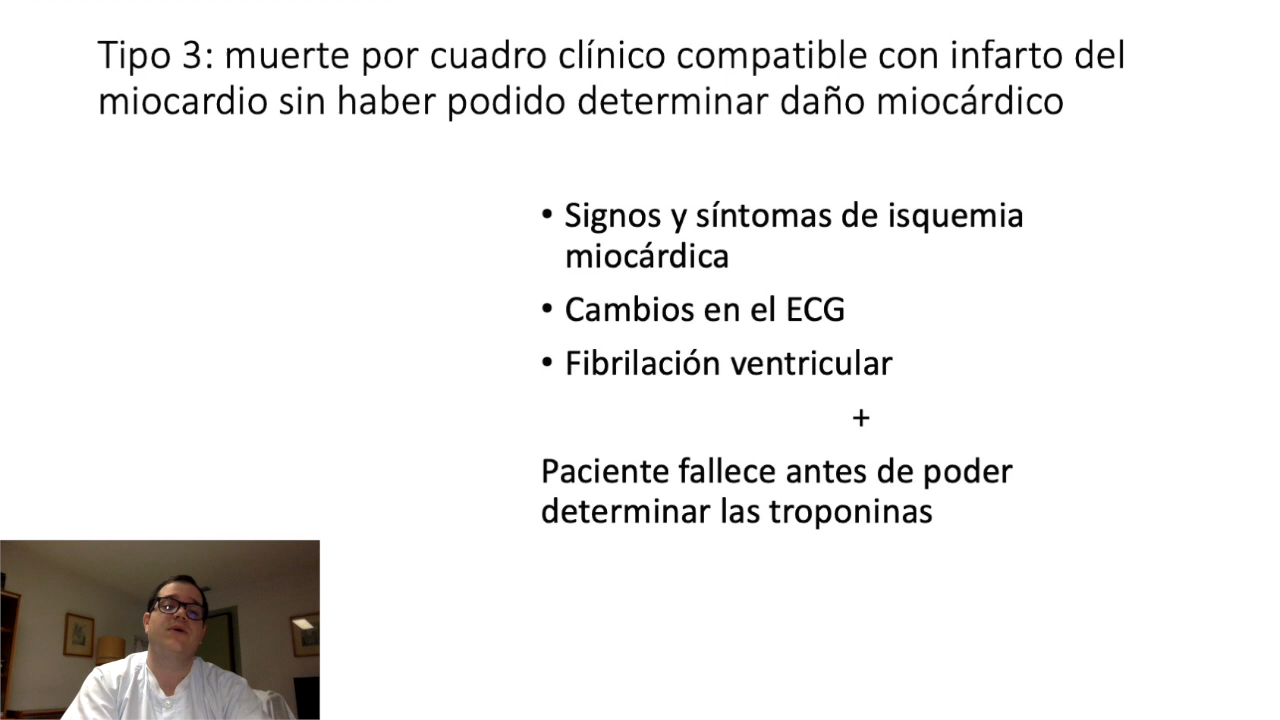 Tipo 3: muerte por cuadro clínico compatible con infarto del
miocardio sin haber podido determinar daño miocárdico
• Signos y síntomas de isquemia
miocárdica
• Cambios en el ECG
• Fibrilación ventricular
+
Paciente fallece antes de poder
determinar las troponinas